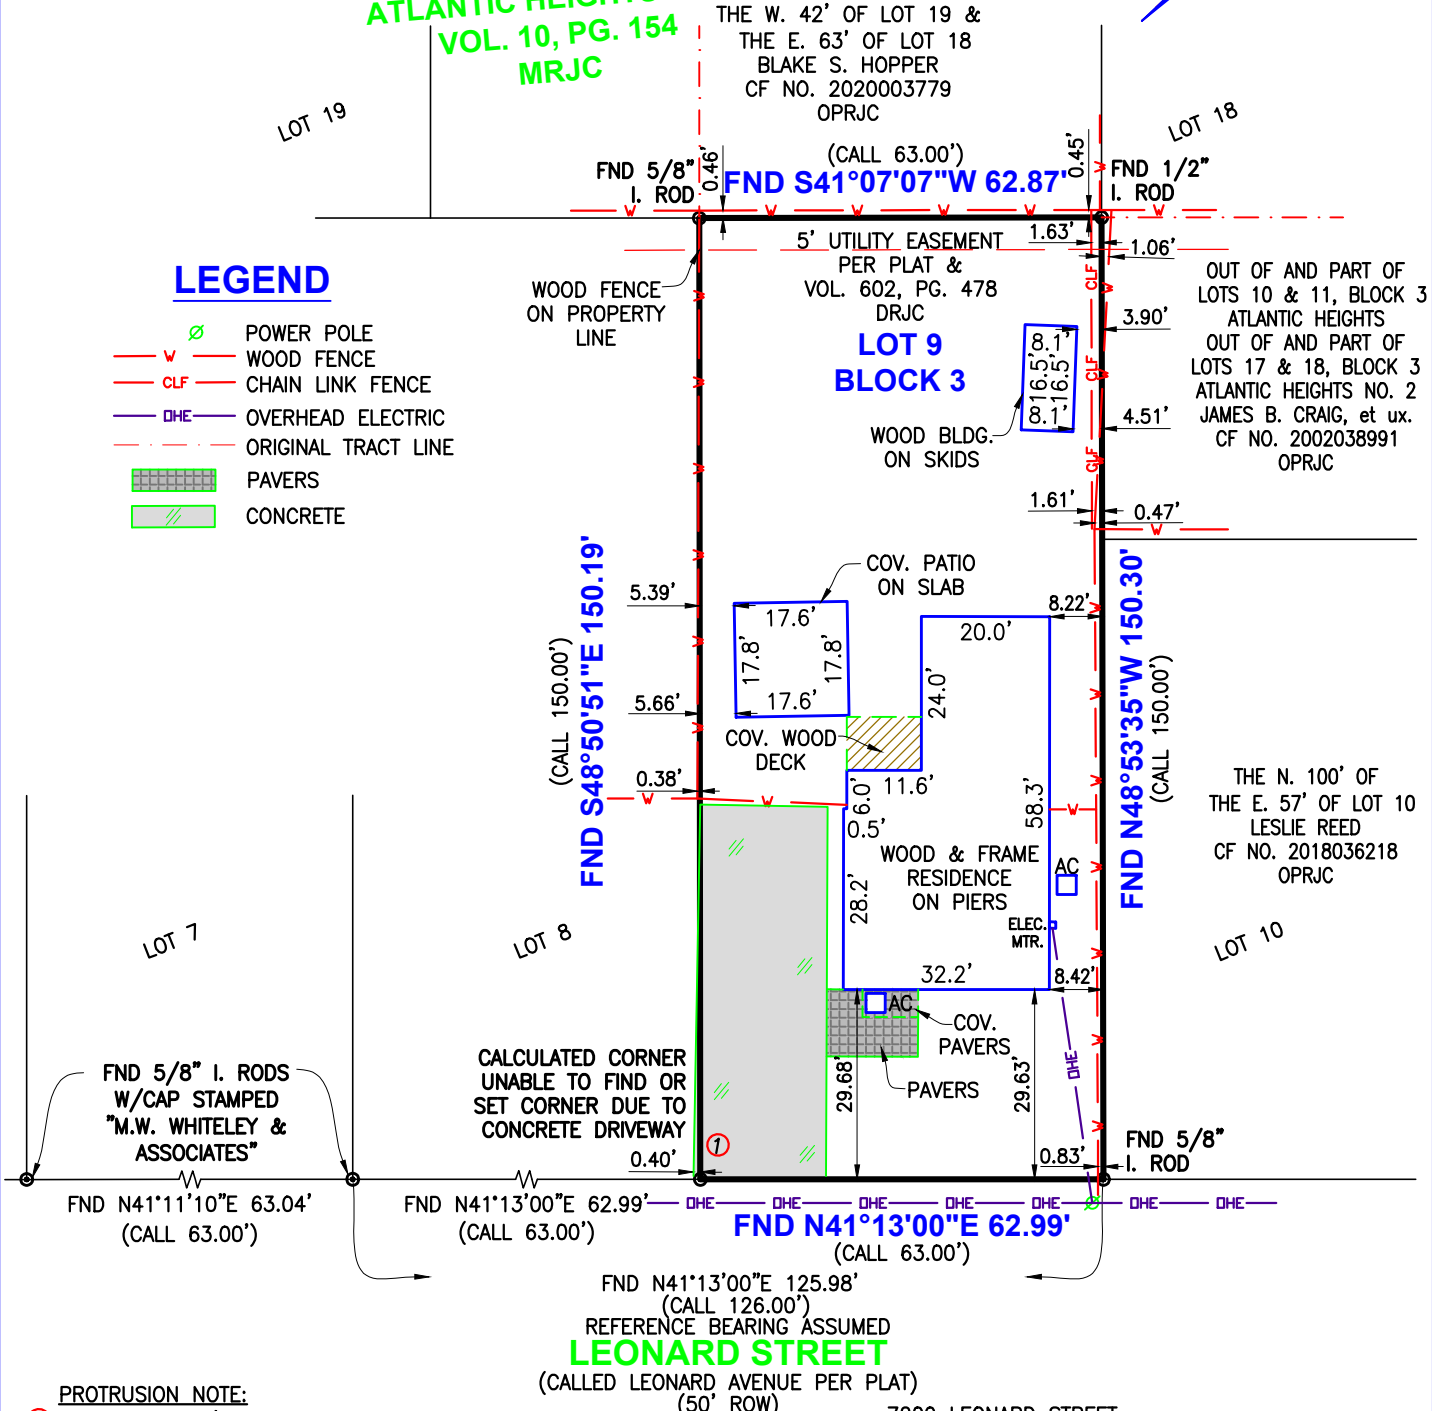 ATLANTIC HEIGHTS
VOL. 10, PG. 154
MRJC
THE W. 42' OF LOT 19 &
THE E. 63' OF LOT 18
BLAKE S. HOPPER
CF NO. 2020003779
OPRJC
LOT 19
LOT 18
(CALL 63.00')
FND S41°07'07"W 62.87'
FND 5/8"
I. ROD
0.46'
0.45'
FND 1/2"
I. ROD
W W W W W W
5' UTILITY EASEMENT
PER PLAT &
VOL. 602, PG. 478
DRJC
1.63'
1.06'
LEGEND
POWER POLE
W WOOD FENCE
CLF CHAIN LINK FENCE
OHE OVERHEAD ELECTRIC
ORIGINAL TRACT LINE
PAVERS
CONCRETE
WOOD FENCE
ON PROPERTY
LINE
LOT 9
BLOCK 3
OUT OF AND PART OF
LOTS 10 & 11, BLOCK 3
ATLANTIC HEIGHTS
OUT OF AND PART OF
LOTS 17 & 18, BLOCK 3
ATLANTIC HEIGHTS NO. 2
JAMES B. CRAIG, et ux.
CF NO. 2002038991
OPRJC
CLF
CLF
CLF
3.90'
8.1'
16.5'
16.5'
8.1'
4.51'
WOOD BLDG.
ON SKIDS
1.61'
0.47'
W
COV. PATIO
ON SLAB
5.39'
17.6'
17.8'
17.8'
17.6'
5.66'
8.22'
20.0'
24.0'
FND S48°50'51"E 150.19'
(CALL 150.00')
FND N48°53'35"W 150.30'
(CALL 150.00')
COV. WOOD
DECK
0.38'
W W
11.6'
6.0'
0.5'
58.3'
W
28.2'
WOOD & FRAME
RESIDENCE
ON PIERS
AC
ELEC.
MTR.
THE N. 100' OF
THE E. 57' OF LOT 10
LESLIE REED
CF NO. 2018036218
OPRJC
LOT 7
LOT 8
LOT 10
32.2'
8.42'
AC
COV.
PAVERS
PAVERS
29.68'
29.63'
OHE
CALCULATED CORNER
UNABLE TO FIND OR
SET CORNER DUE TO
CONCRETE DRIVEWAY
1
0.40'
0.83'
FND 5/8"
I. ROD
FND 5/8" I. RODS
W/CAP STAMPED
"M.W. WHITELEY &
ASSOCIATES"
FND N41°11'10"E 63.04'
(CALL 63.00')
FND N41°13'00"E 62.99'
(CALL 63.00')
OHE OHE OHE OHE OHE OHE OHE
FND N41°13'00"E 62.99'
(CALL 63.00')
FND N41°13'00"E 125.98'
(CALL 126.00')
REFERENCE BEARING ASSUMED
LEONARD STREET
(CALLED LEONARD AVENUE PER PLAT)
(50' ROW)
PROTRUSION NOTE: